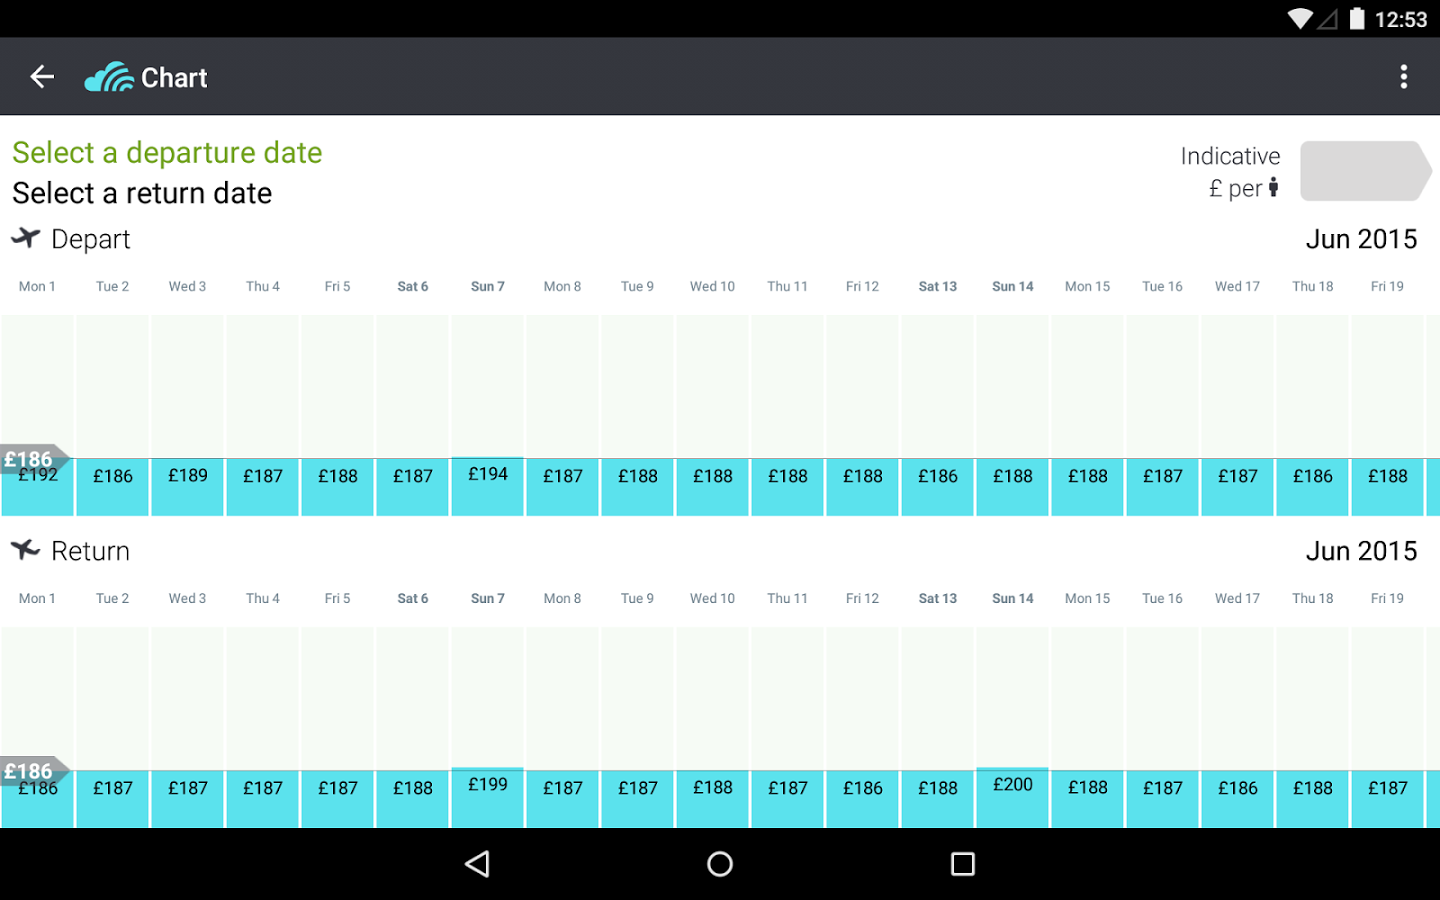 12:53
Chart
Select a departure date
Select a return date
Indicative
£ per
Depart
Jun 2015
Mon 1 Tue 2 Wed 3 Thu 4 Fri 5 Sat 6 Sun 7 Mon 8 Tue 9 Wed 10 Thu 11 Fri 12 Sat 13 Sun 14 Mon 15 Tue 16 Wed 17 Thu 18 Fri 19
£186
£192 £186 £189 £187 £188 £187 £194 £187 £188 £188 £188 £188 £186 £188 £188 £187 £187 £186 £188
Return
Jun 2015
Mon 1 Tue 2 Wed 3 Thu 4 Fri 5 Sat 6 Sun 7 Mon 8 Tue 9 Wed 10 Thu 11 Fri 12 Sat 13 Sun 14 Mon 15 Tue 16 Wed 17 Thu 18 Fri 19
£186
£186 £187 £187 £187 £187 £188 £199 £187 £187 £188 £187 £186 £188 £200 £188 £187 £186 £188 £187